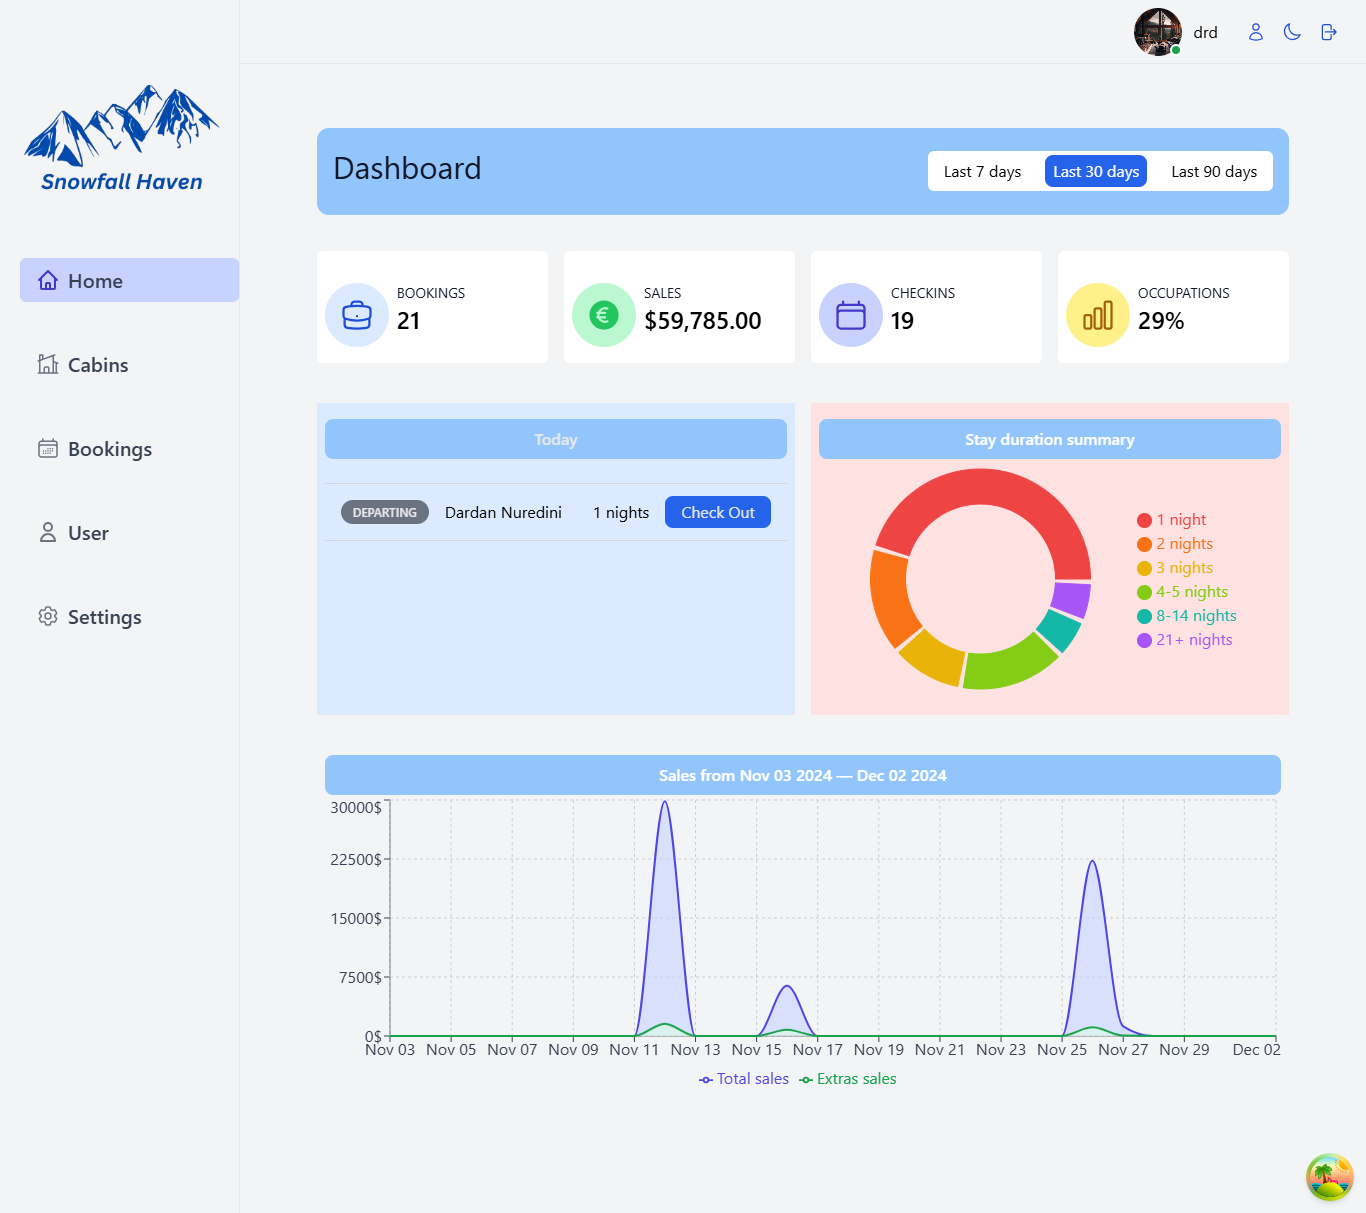 drd
Snowfall Haven
Home
Cabins
Bookings
User
Settings
Dashboard
Last 7 days Last 30 days Last 90 days
BOOKINGS
21
SALES
$59,785.00
CHECKINS
19
OCCUPATIONS
29%
Today
DEPARTING Dardan Nuredini 1 nights Check Out
Stay duration summary
1 night
2 nights
3 nights
4-5 nights
8-14 nights
21+ nights
Sales from Nov 03 2024 — Dec 02 2024
30000$
22500$
15000$
7500$
0$
Nov 03 Nov 05 Nov 07 Nov 09 Nov 11 Nov 13 Nov 15 Nov 17 Nov 19 Nov 21 Nov 23 Nov 25 Nov 27 Nov 29 Dec 02
Total sales Extras sales